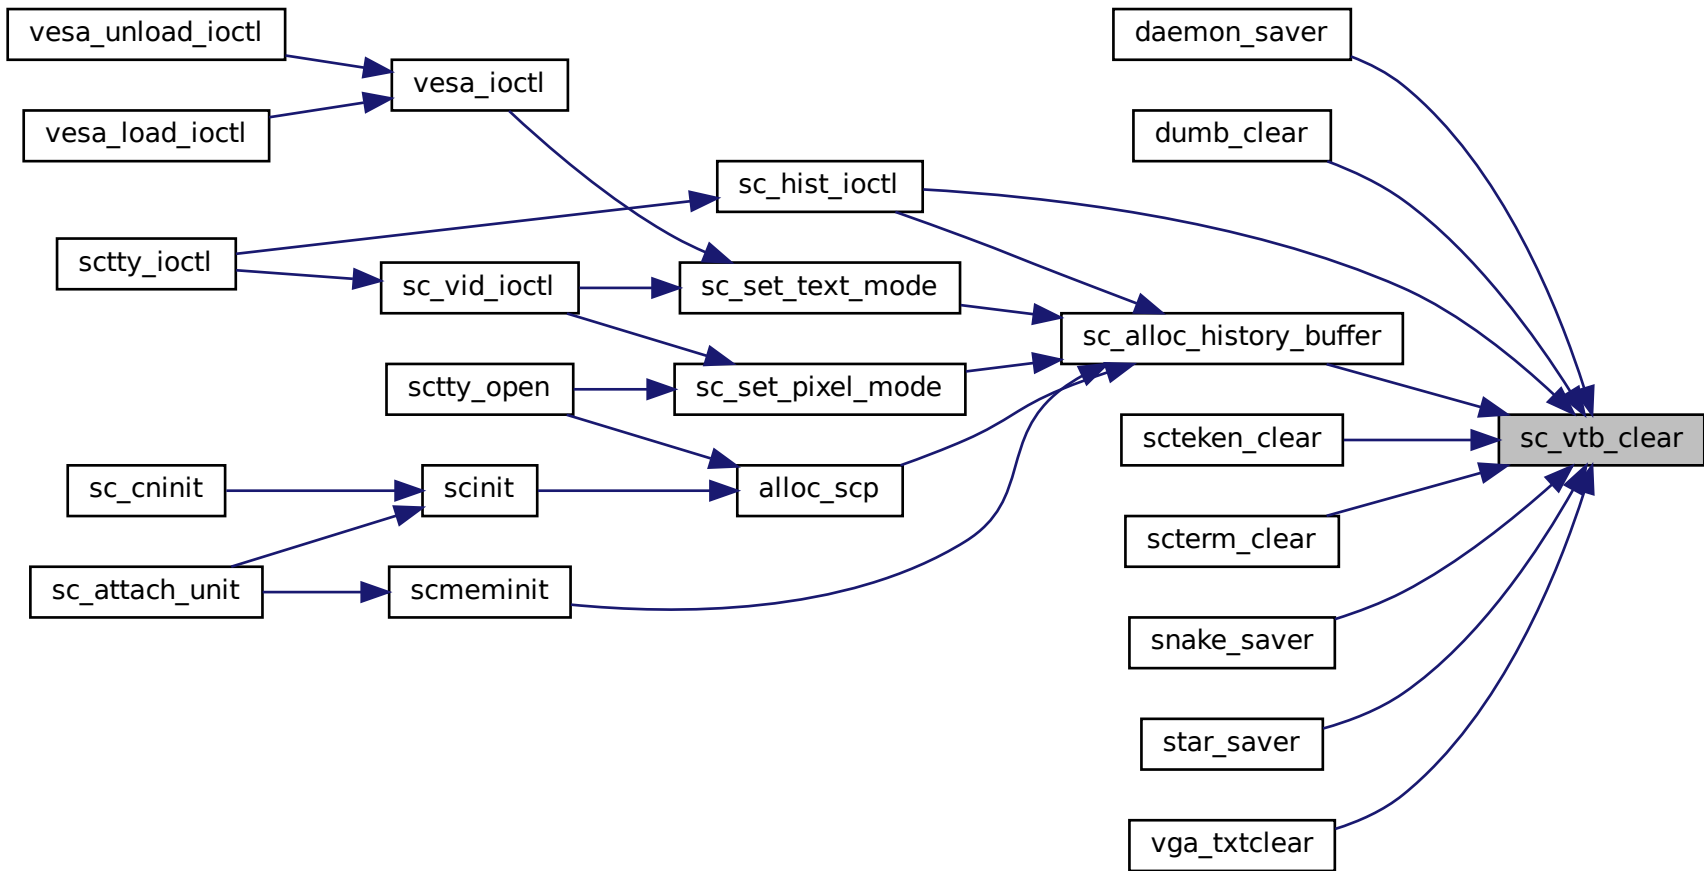 vesa_unload_ioctl
daemon_saver
vesa_ioctl
vesa_load_ioctl
dumb_clear
sc_hist_ioctl
sctty_ioctl
sc_vid_ioctl
sc_set_text_mode
sc_alloc_history_buffer
sctty_open
sc_set_pixel_mode
scteken_clear
sc_vtb_clear
sc_cninit
scinit
alloc_scp
scterm_clear
sc_attach_unit
scmeminit
snake_saver
star_saver
vga_txtclear